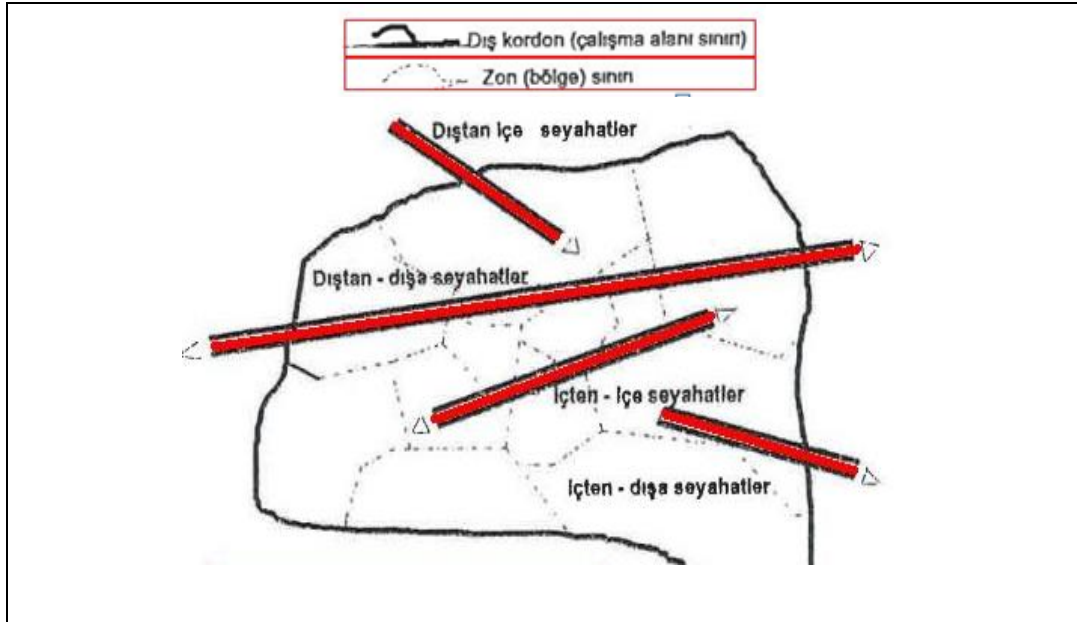 Dış kordon (çalışma alanı sınırı)
Zon (bölge) sınırı
Dıştan içe seyahatler
Dıştan - dışa seyahatler
İçten - içe seyahatler
İçten - dışa seyahatler